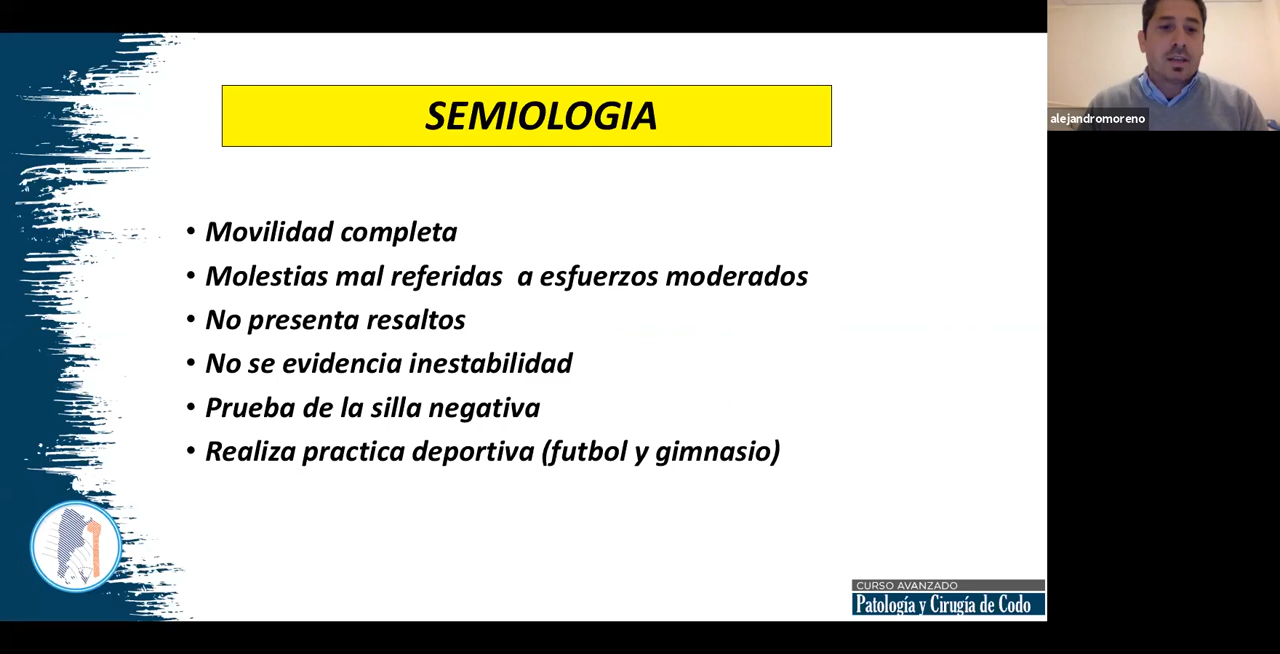 SEMIOLOGIA
• Movilidad completa
• Molestias mal referidas a esfuerzos moderados
• No presenta resaltos
• No se evidencia inestabilidad
• Prueba de la silla negativa
• Realiza practica deportiva (futbol y gimnasio)
CURSO AVANZADO
Patología y Cirugía de Codo
alejandromoreno